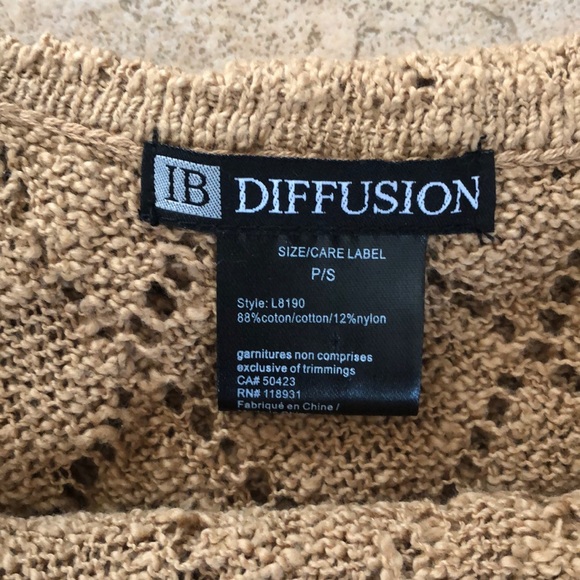 IB DIFFUSION
SIZE/CARE LABEL
P/S
Style: L8190
88%coton/cotton/12%nylon
garnitures non comprises
exclusive of trimmings
CA# 50423
RN# 118931
Fabriqué en Chine /